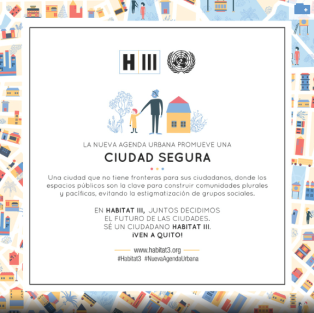 H III
LA NUEVA AGENDA URBANA PROMUEVE UNA
CIUDAD SEGURA
Una ciudad que no tiene fronteras para sus ciudadanos, donde los
espacios públicos son la clave para construir comunidades plurales
y pacíficas, evitando la estigmatización de grupos sociales.
EN HABITAT III, JUNTOS DECIDIMOS
EL FUTURO DE LAS CIUDADES.
SÉ UN CIUDADANO HABITAT III.
¡VEN A QUITO!
www.habitat3.org
#Habitat3 #NuevaAgendaUrbana